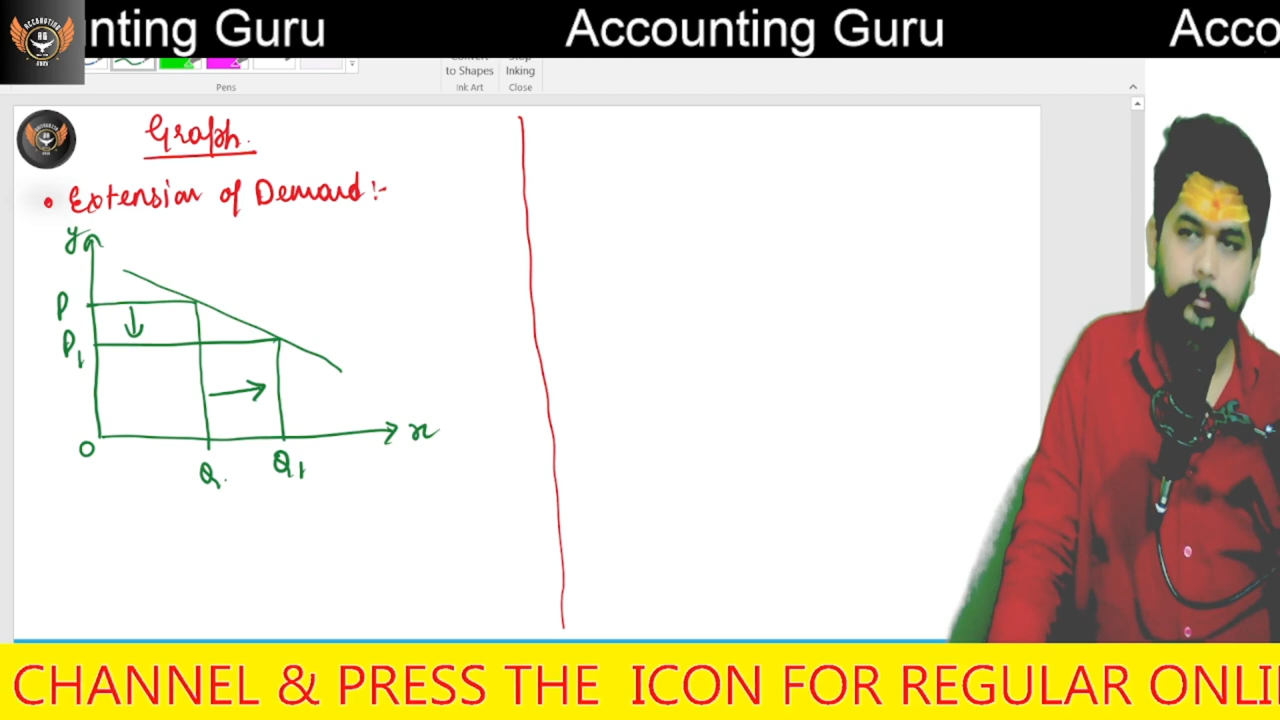 nting Guru Accounting Guru Acco
to Shapes Inking
Pens Ink Art Close
Graph.
• Extension of Demand :-
y
P
P1
O
Q.
Q1
x
CHANNEL & PRESS THE ICON FOR REGULAR ONLI